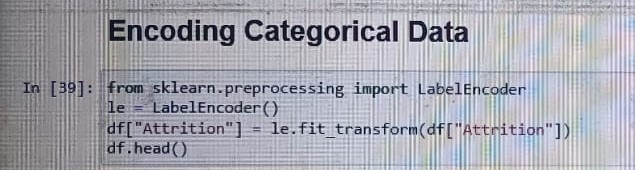 Encoding Categorical Data
In [39]: from sklearn.preprocessing import LabelEncoder
le = LabelEncoder()
df["Attrition"] = le.fit_transform(df["Attrition"])
df.head()